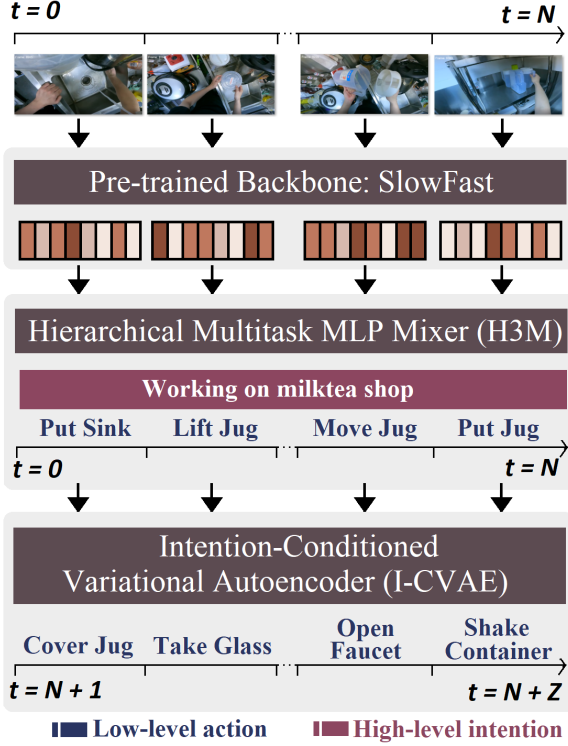 t = 0
t = N
Pre-trained Backbone: SlowFast
Hierarchical Multitask MLP Mixer (H3M)
Working on milktea shop
Put Sink
Lift Jug
...
Move Jug
Put Jug
t = 0
t = N
Intention-Conditioned
Variational Autoencoder (I-CVAE)
Cover Jug
Take Glass
...
Open
Faucet
Shake
Container
t = N + 1
t = N + Z
Low-level action
High-level intention